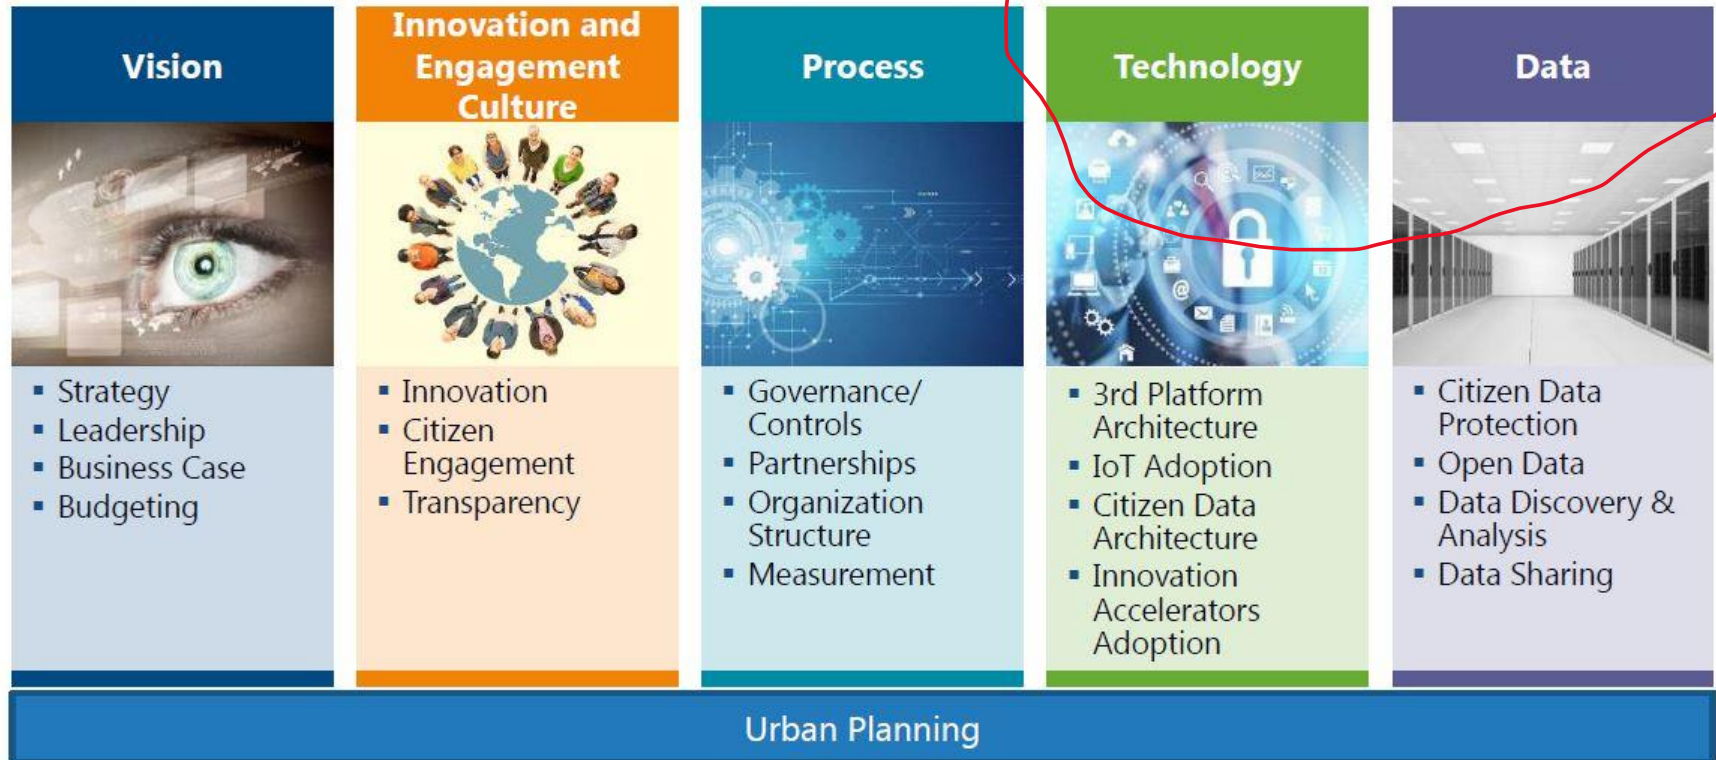 Vision
Innovation and
Engagement
Culture
Process
Technology
Data
▪ Strategy
▪ Leadership
▪ Business Case
▪ Budgeting
▪ Innovation
▪ Citizen
Engagement
▪ Transparency
▪ Governance/
Controls
▪ Partnerships
▪ Organization
Structure
▪ Measurement
▪ 3rd Platform
Architecture
▪ IoT Adoption
▪ Citizen Data
Architecture
▪ Innovation
Accelerators
Adoption
▪ Citizen Data
Protection
▪ Open Data
▪ Data Discovery &
Analysis
▪ Data Sharing
Urban Planning